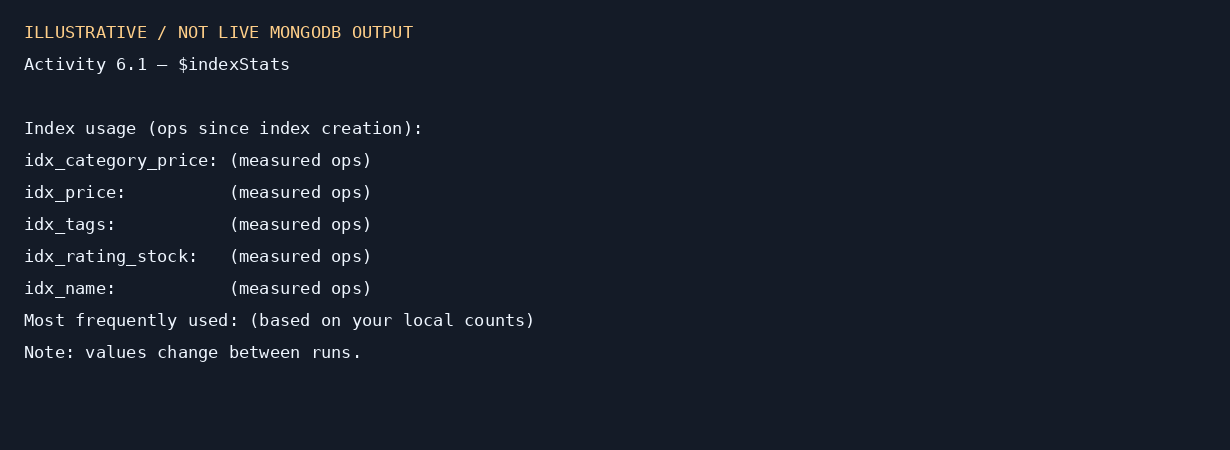 ILLUSTRATIVE / NOT LIVE MONGODB OUTPUT
Activity 6.1 — $indexStats
Index usage (ops since index creation):
idx_category_price: (measured ops)
idx_price:          (measured ops)
idx_tags:           (measured ops)
idx_rating_stock:   (measured ops)
idx_name:           (measured ops)
Most frequently used: (based on your local counts)
Note: values change between runs.